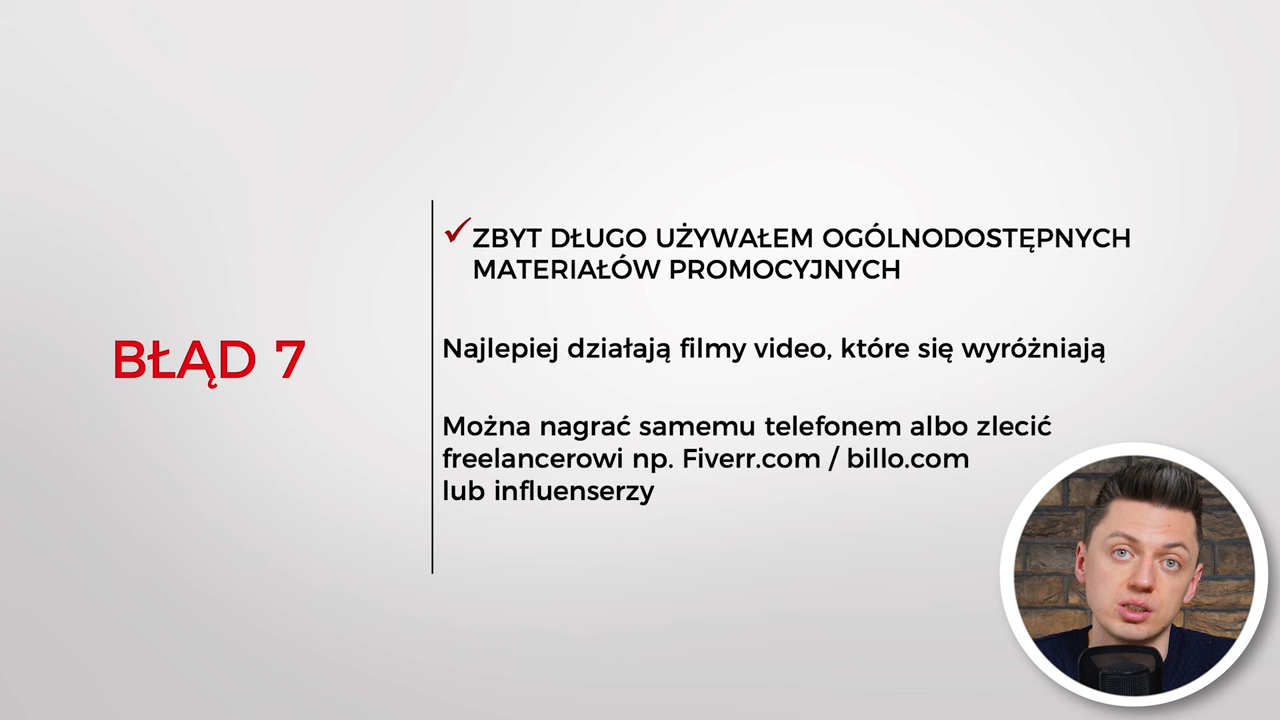 BŁĄD 7
ZBYT DŁUGO UŻYWAŁEM OGÓLNODOSTĘPNYCH
MATERIAŁÓW PROMOCYJNYCH
Najlepiej działają filmy video, które się wyróżniają
Można nagrać samemu telefonem albo zlecić
freelancerowi np. Fiverr.com / billo.com
lub influenserzy